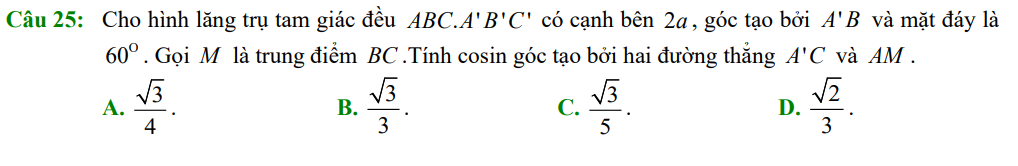 Câu 25: Cho hình lăng trụ tam giác đều ABC.A'B'C' có cạnh bên 2a, góc tạo bởi A'B và mặt đáy là
60°. Gọi M là trung điểm BC.Tính cosin góc tạo bởi hai đường thẳng A'C và AM.
A. √3/4. B. √3/3. C. √3/5. D. √2/3.